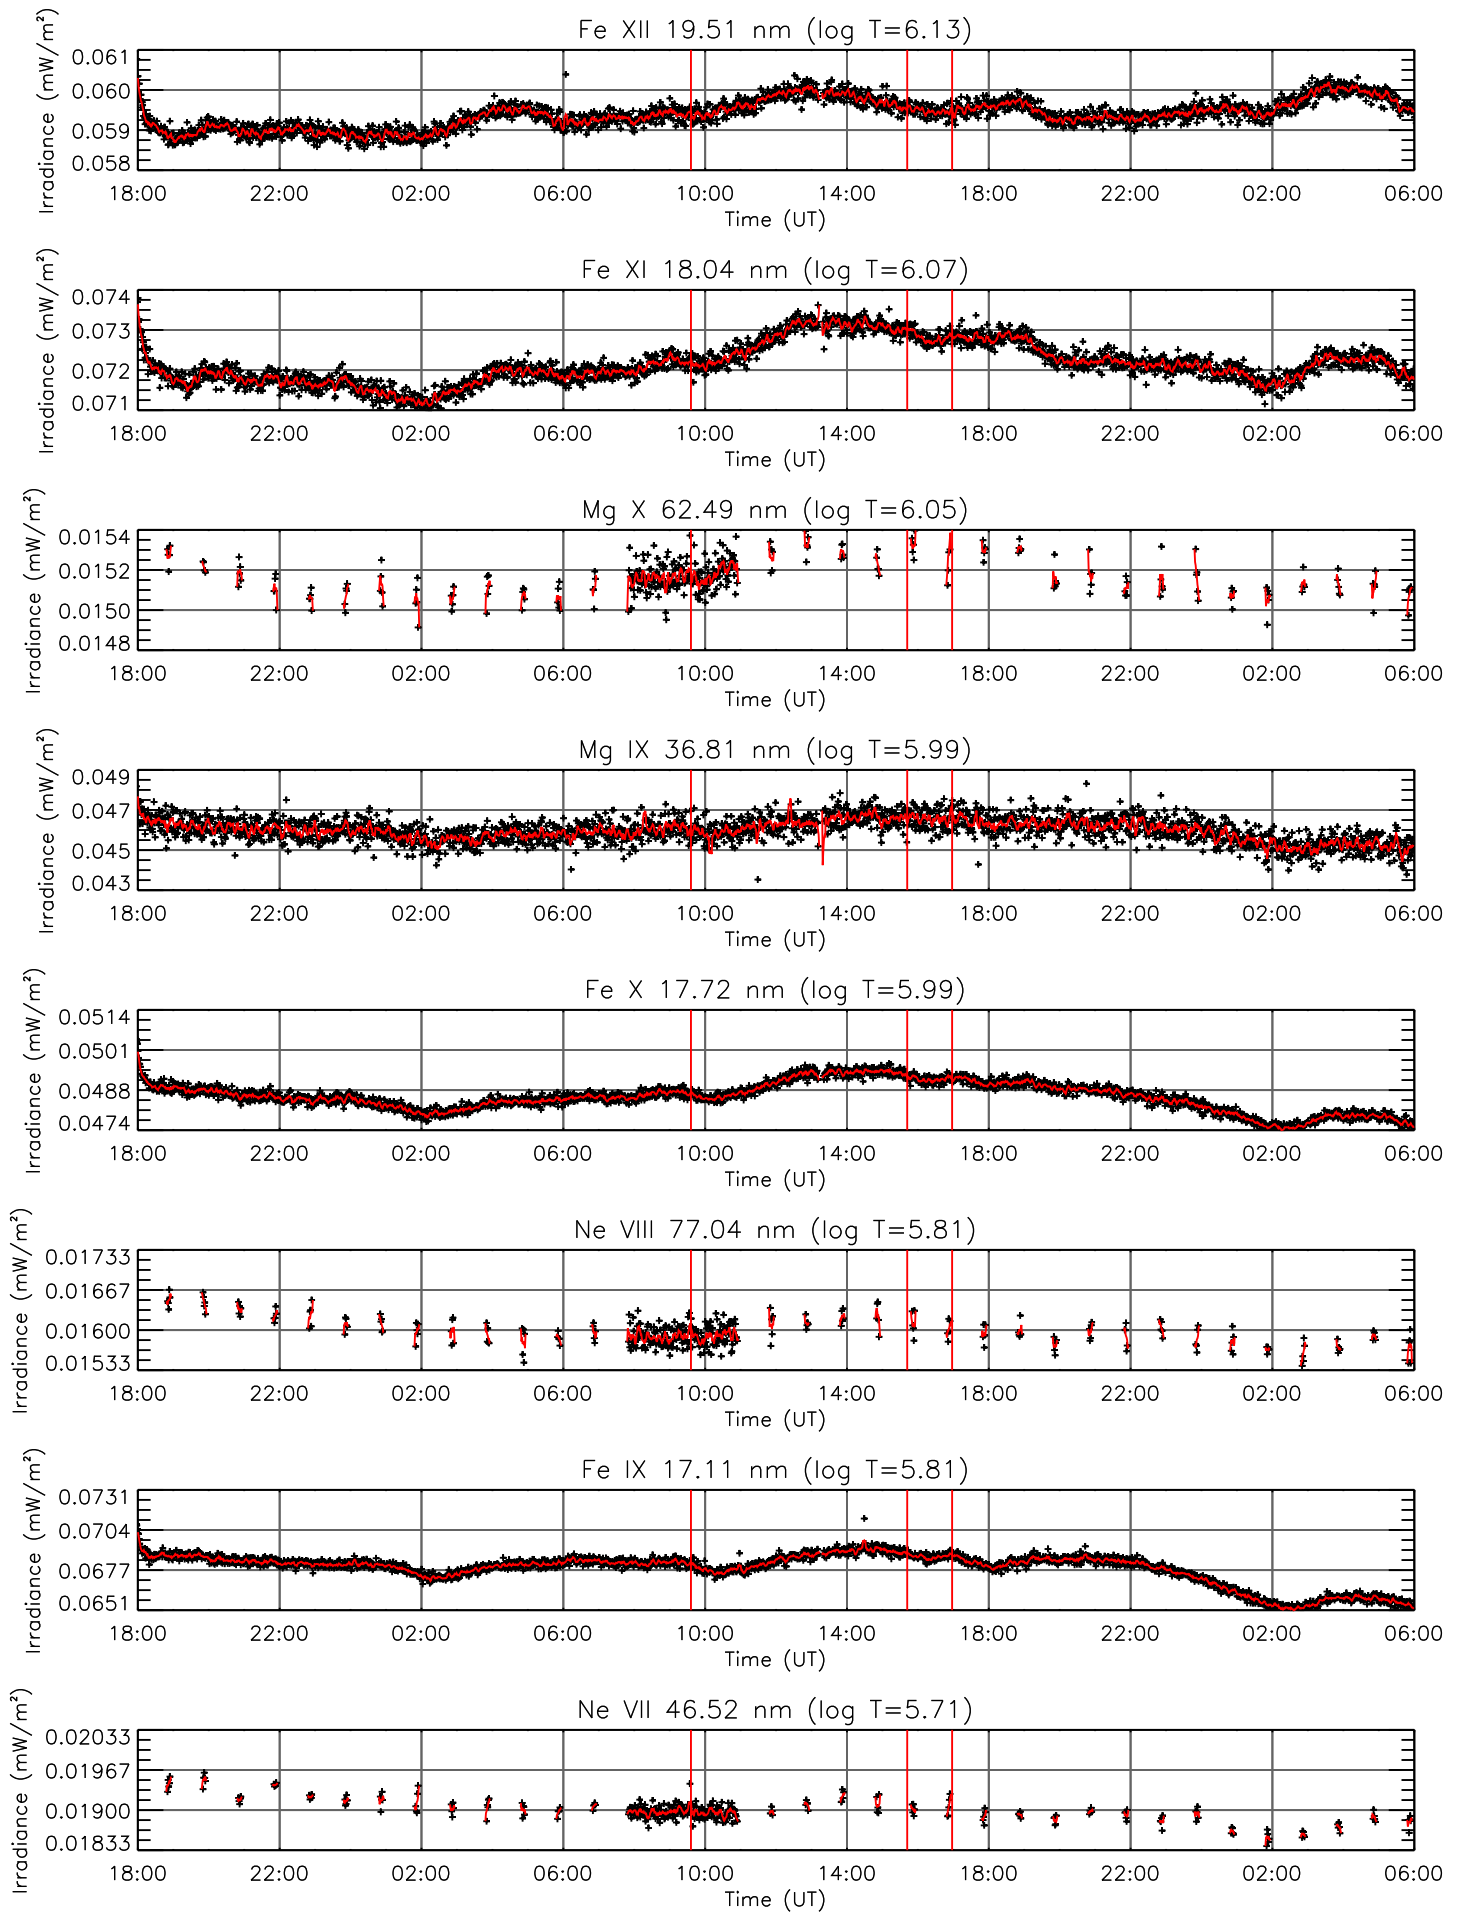 Fe XII 19.51 nm (log T=6.13)
Irradiance (mW/m²)
0.061
0.060
0.059
0.058
18:00 22:00 02:00 06:00 10:00 14:00 18:00 22:00 02:00 06:00
Time (UT)
Fe XI 18.04 nm (log T=6.07)
Irradiance (mW/m²)
0.074
0.073
0.072
0.071
18:00 22:00 02:00 06:00 10:00 14:00 18:00 22:00 02:00 06:00
Time (UT)
Mg X 62.49 nm (log T=6.05)
Irradiance (mW/m²)
0.0154
0.0152
0.0150
0.0148
18:00 22:00 02:00 06:00 10:00 14:00 18:00 22:00 02:00 06:00
Time (UT)
Mg IX 36.81 nm (log T=5.99)
Irradiance (mW/m²)
0.049
0.047
0.045
0.043
18:00 22:00 02:00 06:00 10:00 14:00 18:00 22:00 02:00 06:00
Time (UT)
Fe X 17.72 nm (log T=5.99)
Irradiance (mW/m²)
0.0514
0.0501
0.0488
0.0474
18:00 22:00 02:00 06:00 10:00 14:00 18:00 22:00 02:00 06:00
Time (UT)
Ne VIII 77.04 nm (log T=5.81)
Irradiance (mW/m²)
0.01733
0.01667
0.01600
0.01533
18:00 22:00 02:00 06:00 10:00 14:00 18:00 22:00 02:00 06:00
Time (UT)
Fe IX 17.11 nm (log T=5.81)
Irradiance (mW/m²)
0.0731
0.0704
0.0677
0.0651
18:00 22:00 02:00 06:00 10:00 14:00 18:00 22:00 02:00 06:00
Time (UT)
Ne VII 46.52 nm (log T=5.71)
Irradiance (mW/m²)
0.02033
0.01967
0.01900
0.01833
18:00 22:00 02:00 06:00 10:00 14:00 18:00 22:00 02:00 06:00
Time (UT)